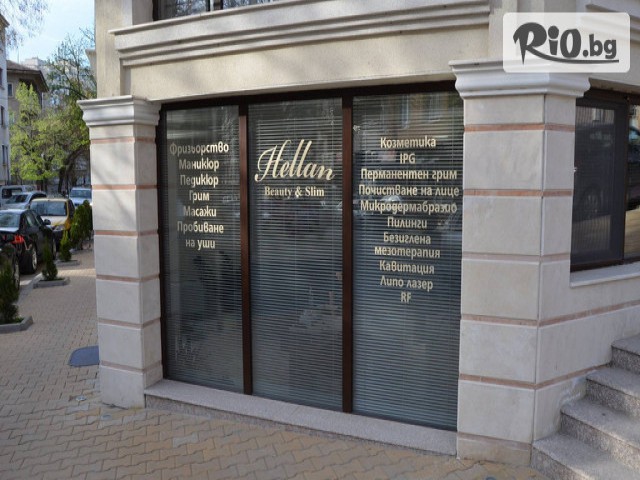 RiO.bg
Фризьорство
Маникюр
Педикюр
Грим
Масажи
Пробиване
на уши
Hellan
Beauty & Slim
Козметика
IPG
Перманентен грим
Почистване на лице
Микродермабразио
Пилинги
Безиглена
мезотерапия
Кавитация
Липо лазер
RF